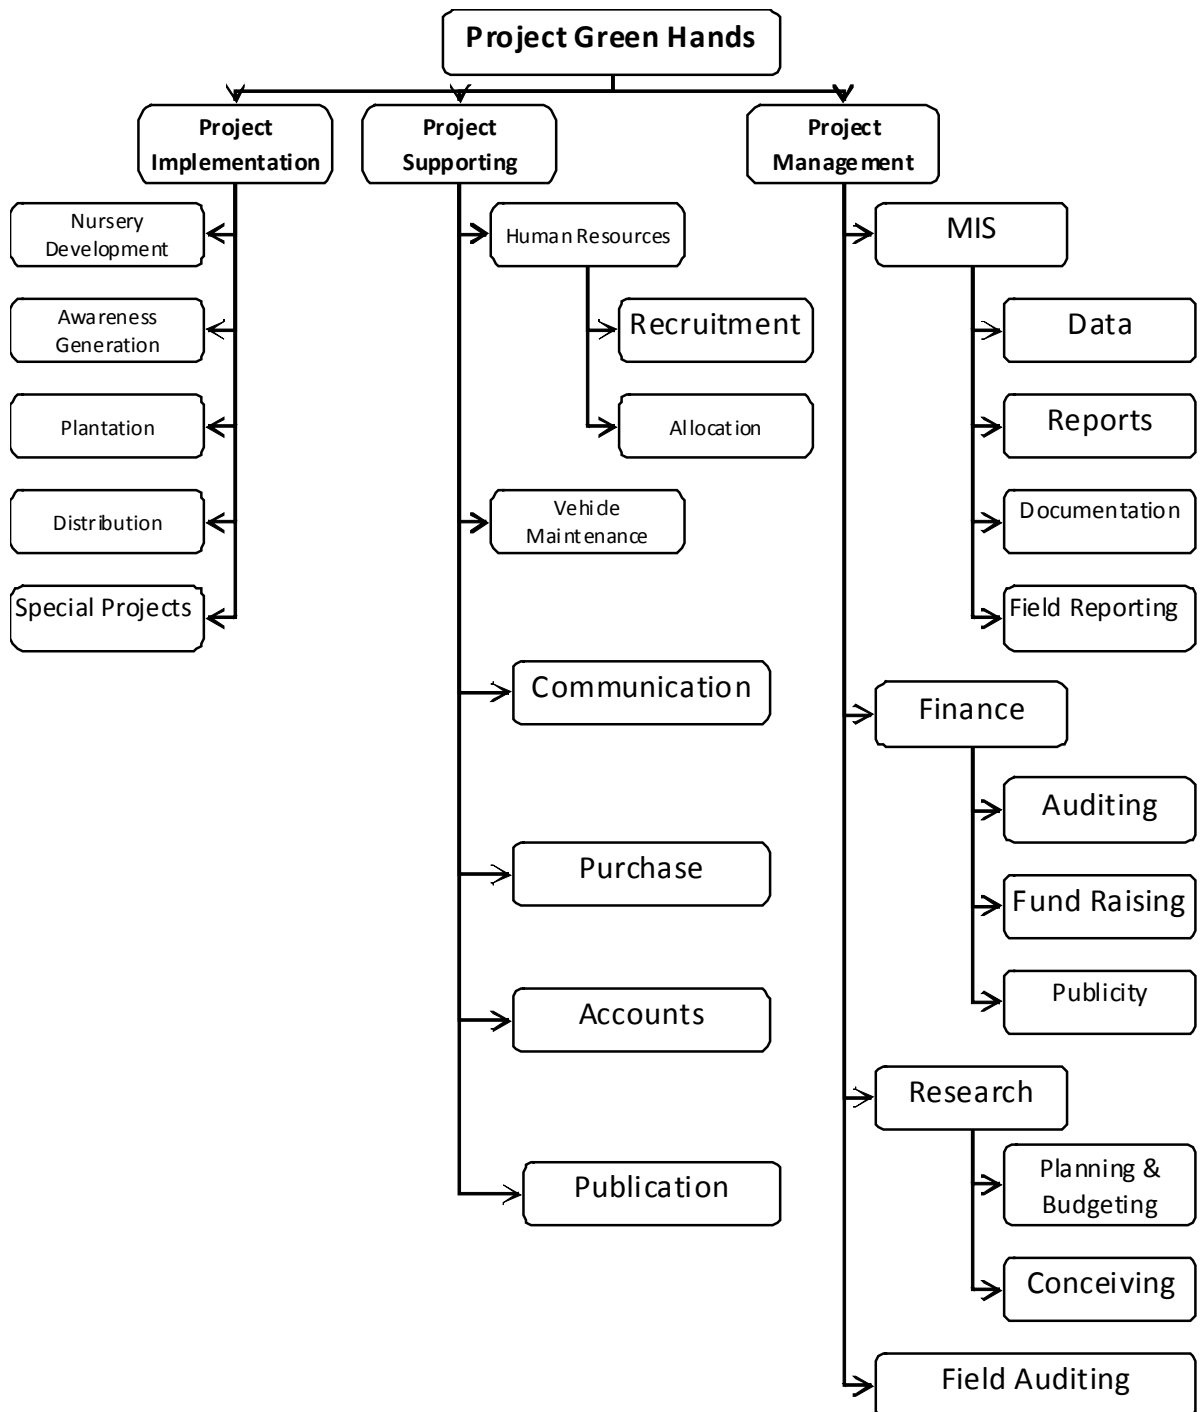 Project Green Hands
Project
Implementation
Project
Supporting
Project
Management
Nursery
Development
Awareness
Generation
Plantation
Distribution
Special Projects
Human Resources
Recruitment
Allocation
Vehicle
Maintenance
Communication
Purchase
Accounts
Publication
MIS
Data
Reports
Documentation
Field Reporting
Finance
Auditing
Fund Raising
Publicity
Research
Planning &
Budgeting
Conceiving
Field Auditing